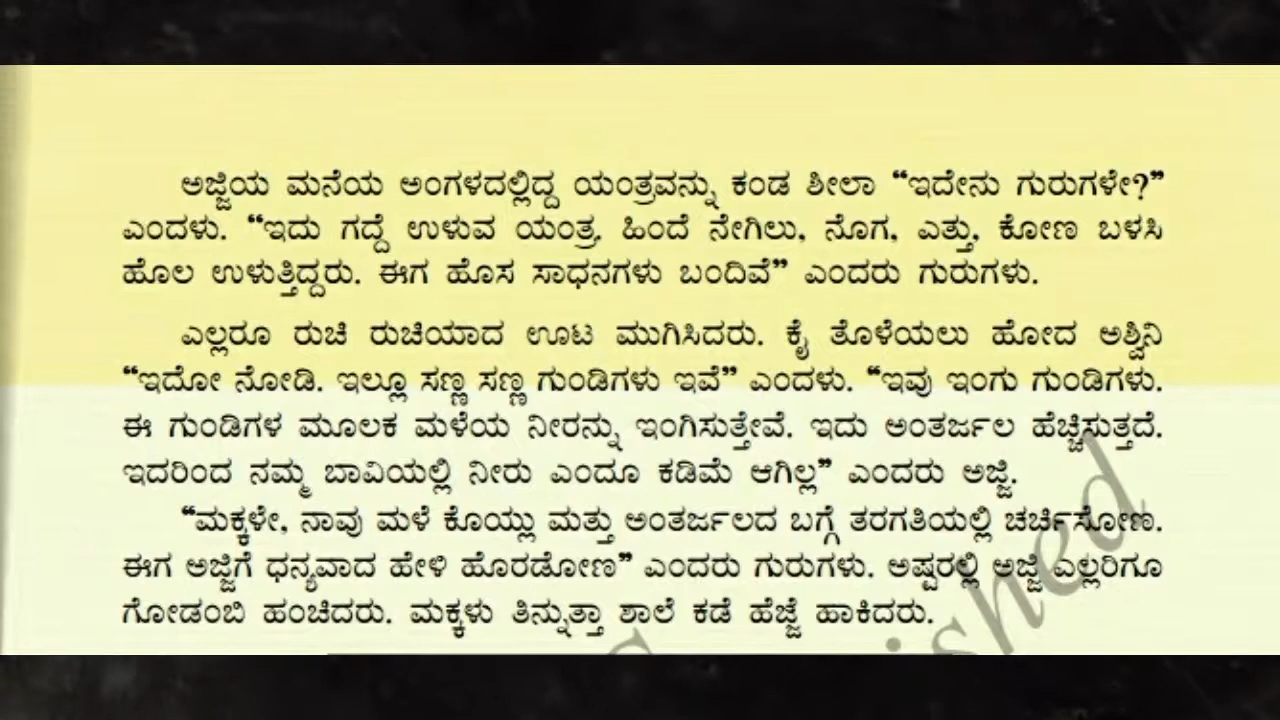 ಅಜ್ಜಿಯ ಮನೆಯ ಅಂಗಳದಲ್ಲಿದ್ದ ಯಂತ್ರವನ್ನು ಕಂಡ ಶೀಲಾ “ಇದೇನು ಗುರುಗಳೇ?”
ಎಂದಳು. “ಇದು ಗದ್ದೆ ಉಳುವ ಯಂತ್ರ. ಹಿಂದೆ ನೇಗಿಲು, ನೊಗ, ಎತ್ತು, ಕೋಣ ಬಳಸಿ
ಹೊಲ ಉಳುತ್ತಿದ್ದರು. ಈಗ ಹೊಸ ಸಾಧನಗಳು ಬಂದಿವೆ” ಎಂದರು ಗುರುಗಳು.
ಎಲ್ಲರೂ ರುಚಿ ರುಚಿಯಾದ ಊಟ ಮುಗಿಸಿದರು. ಕೈ ತೊಳೆಯಲು ಹೋದ ಅಶ್ವಿನಿ
“ಇದೋ ನೋಡಿ. ಇಲ್ಲೂ ಸಣ್ಣ ಸಣ್ಣ ಗುಂಡಿಗಳು ಇವೆ” ಎಂದಳು. “ಇವು ಇಂಗು ಗುಂಡಿಗಳು.
ಈ ಗುಂಡಿಗಳ ಮೂಲಕ ಮಳೆಯ ನೀರನ್ನು ಇಂಗಿಸುತ್ತೇವೆ. ಇದು ಅಂತರ್ಜಲ ಹೆಚ್ಚಿಸುತ್ತದೆ.
ಇದರಿಂದ ನಮ್ಮ ಬಾವಿಯಲ್ಲಿ ನೀರು ಎಂದೂ ಕಡಿಮೆ ಆಗಿಲ್ಲ” ಎಂದರು ಅಜ್ಜಿ.
“ಮಕ್ಕಳೇ, ನಾವು ಮಳೆ ಕೊಯ್ಲು ಮತ್ತು ಅಂತರ್ಜಲದ ಬಗ್ಗೆ ತರಗತಿಯಲ್ಲಿ ಚರ್ಚಿಸೋಣ.
ಈಗ ಅಜ್ಜಿಗೆ ಧನ್ಯವಾದ ಹೇಳಿ ಹೊರಡೋಣ” ಎಂದರು ಗುರುಗಳು. ಅಷ್ಟರಲ್ಲಿ ಅಜ್ಜಿ ಎಲ್ಲರಿಗೂ
ಗೋಡಂಬಿ ಹಂಚಿದರು. ಮಕ್ಕಳು ತಿನ್ನುತ್ತಾ ಶಾಲೆ ಕಡೆ ಹೆಜ್ಜೆ ಹಾಕಿದರು.